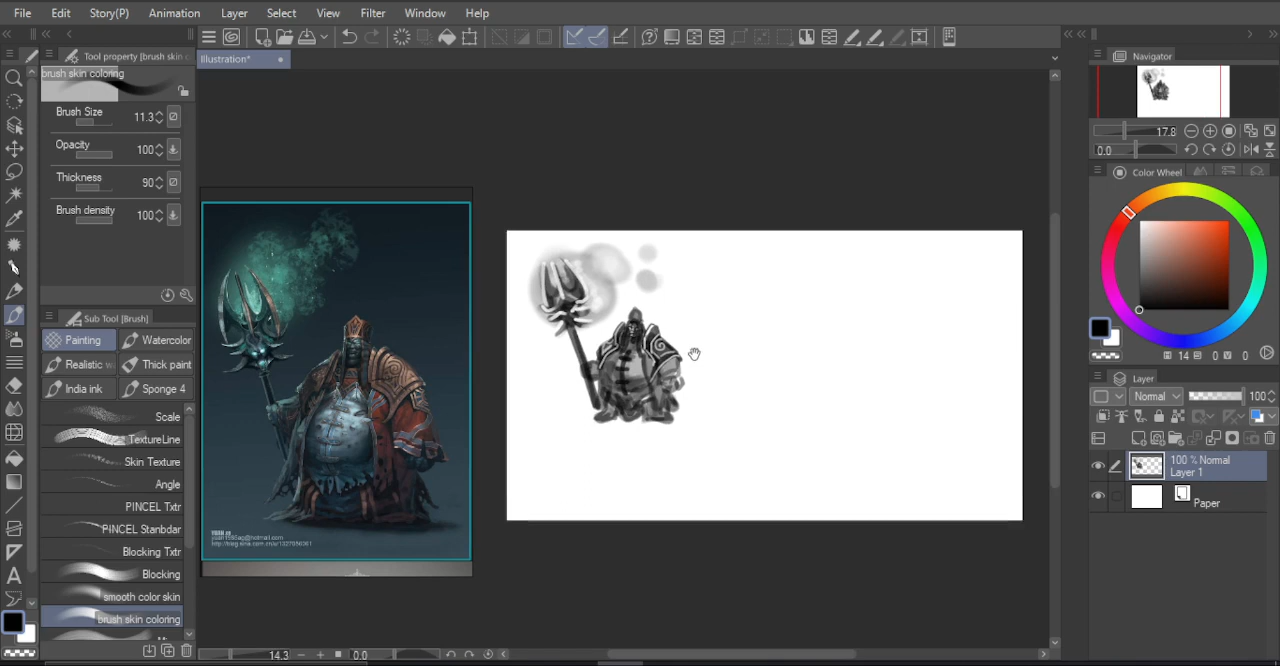 File Edit Story(P) Animation Layer Select View Filter Window Help
Tool property [brush skin c
Illustration*
Navigator
brush skin coloring
Brush Size 11.3
Opacity 100
Thickness 90
Brush density 100
17.8
0.0
Color Wheel
Sub Tool [Brush]
Painting Watercolor
Realistic w Thick paint
India ink Sponge 4
Scale
TextureLine
Skin Texture
Angle
PINCEL Txtr
PINCEL Stanbdar
Blocking Txtr
Blocking
smooth color skin
brush skin coloring
H 14 S 0 V 0
Layer
Normal 100
100 % Normal
Layer 1
Paper
14.3 0.0